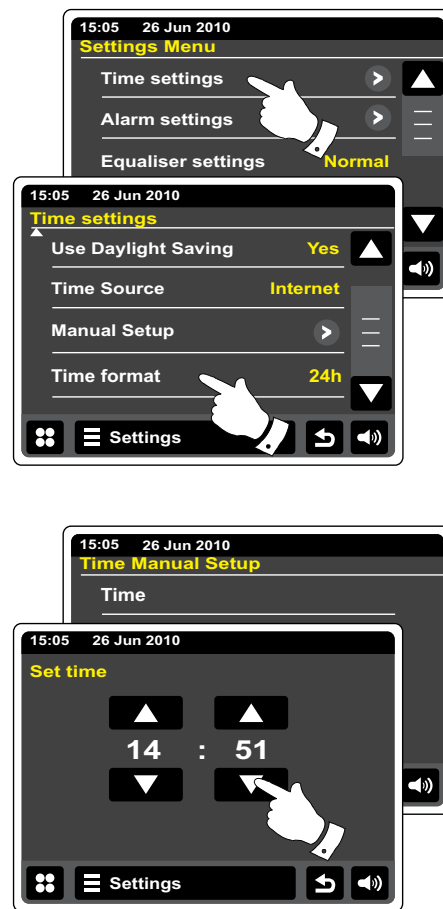 15:05 26 Jun 2010
Settings Menu
Time settings
Alarm settings
Equaliser settings Normal
15:05 26 Jun 2010
Time settings
Use Daylight Saving Yes
Time Source Internet
Manual Setup
Time format 24h
Settings
15:05 26 Jun 2010
Time Manual Setup
Time
15:05 26 Jun 2010
Set time
14 : 51
Settings